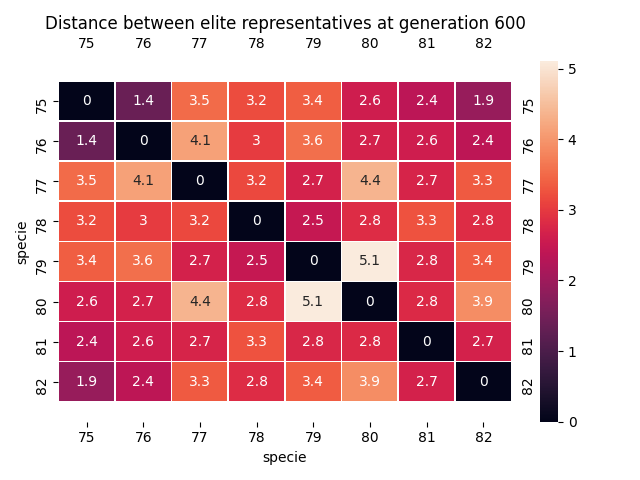 Distance between elite representatives at generation 600
75 76 77 78 79 80 81 82
75 0 1.4 3.5 3.2 3.4 2.6 2.4 1.9 75
76 1.4 0 4.1 3 3.6 2.7 2.6 2.4 76
77 3.5 4.1 0 3.2 2.7 4.4 2.7 3.3 77
78 3.2 3 3.2 0 2.5 2.8 3.3 2.8 78
79 3.4 3.6 2.7 2.5 0 5.1 2.8 3.4 79
80 2.6 2.7 4.4 2.8 5.1 0 2.8 3.9 80
81 2.4 2.6 2.7 3.3 2.8 2.8 0 2.7 81
82 1.9 2.4 3.3 2.8 3.4 3.9 2.7 0 82
75 76 77 78 79 80 81 82
specie
specie
5
4
3
2
1
0